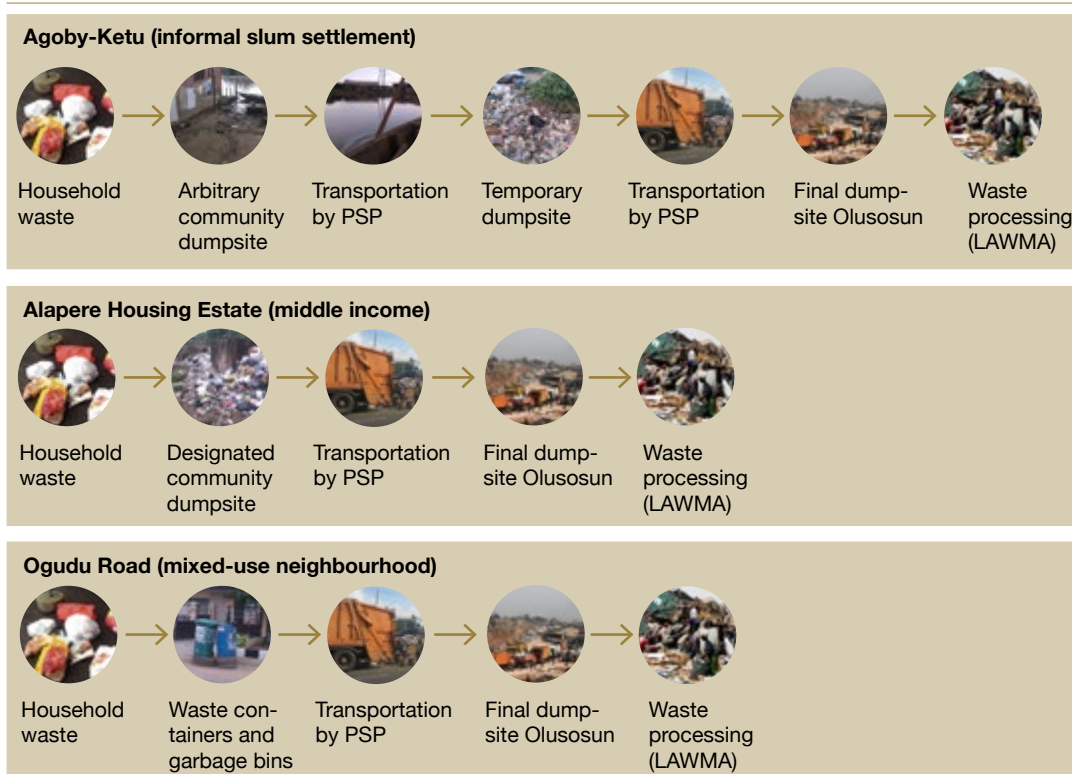 Agoby-Ketu (informal slum settlement)
Household
waste
Arbitrary
community
dumpsite
Transportation
by PSP
Temporary
dumpsite
Transportation
by PSP
Final dump-
site Olusosun
Waste
processing
(LAWMA)
Alapere Housing Estate (middle income)
Household
waste
Designated
community
dumpsite
Transportation
by PSP
Final dump-
site Olusosun
Waste
processing
(LAWMA)
Ogudu Road (mixed-use neighbourhood)
Household
waste
Waste con-
tainers and
garbage bins
Transportation
by PSP
Final dump-
site Olusosun
Waste
processing
(LAWMA)